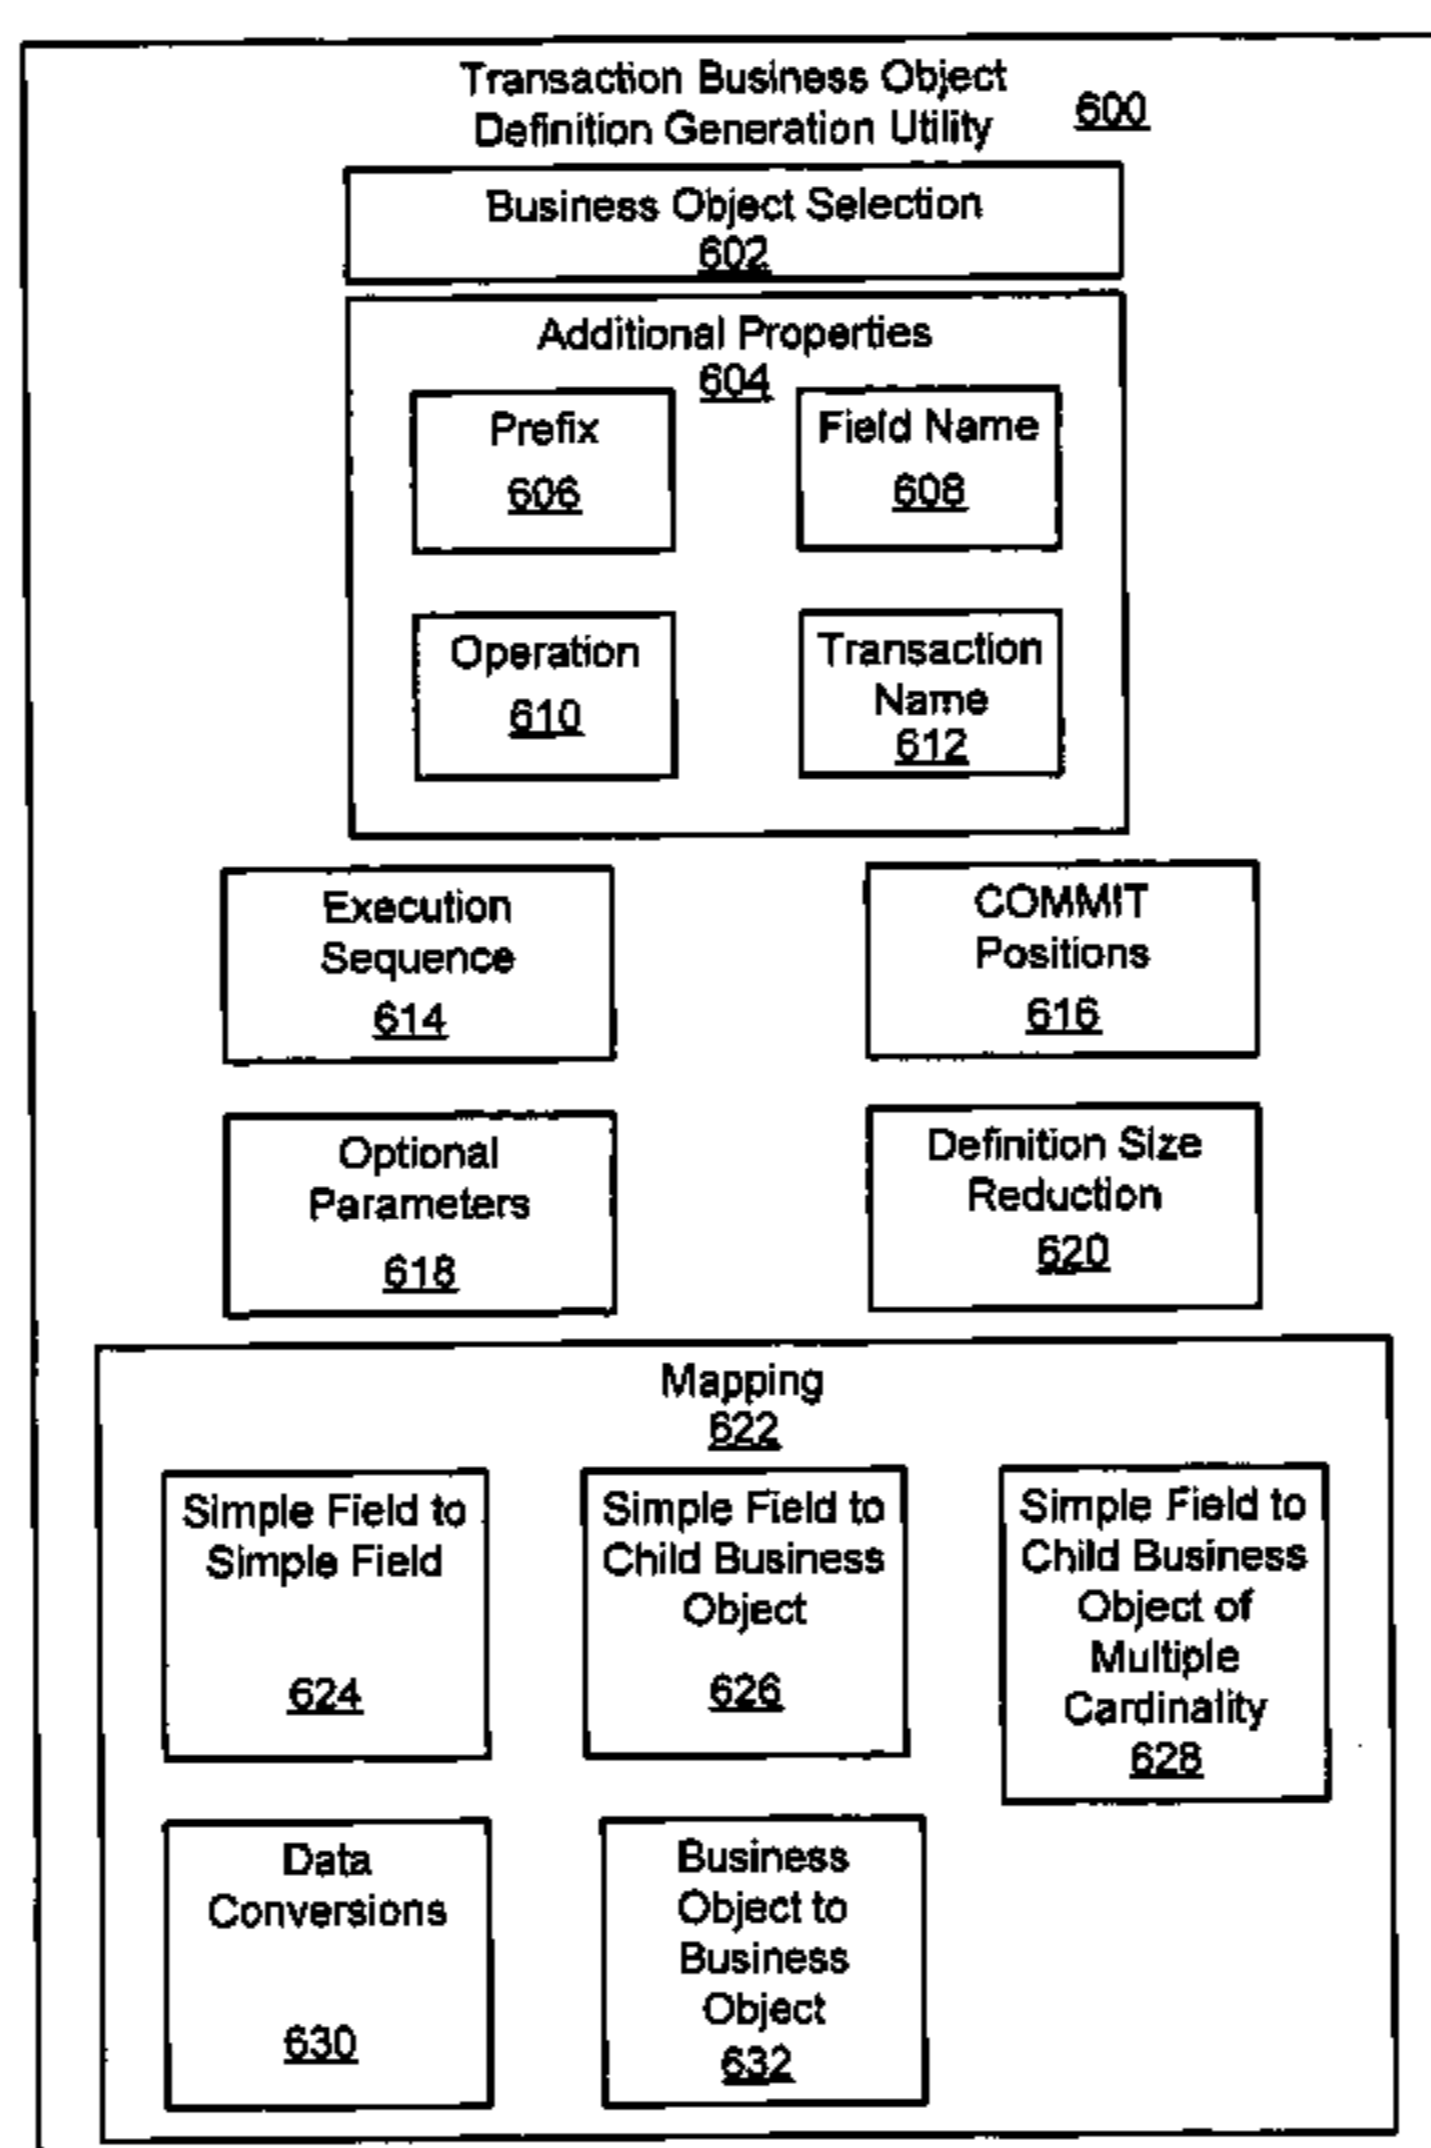 Transaction Business Object
Definition Generation Utility 600
Business Object Selection
602
Additional Properties
604
Prefix
606
Field Name
608
Operation
610
Transaction
Name
612
Execution
Sequence
614
COMMIT
Positions
616
Optional
Parameters
618
Definition Size
Reduction
620
Mapping
622
Simple Field to
Simple Field
624
Simple Field to
Child Business
Object
626
Simple Field to
Child Business
Object of
Multiple
Cardinality
628
Data
Conversions
630
Business
Object to
Business
Object
632